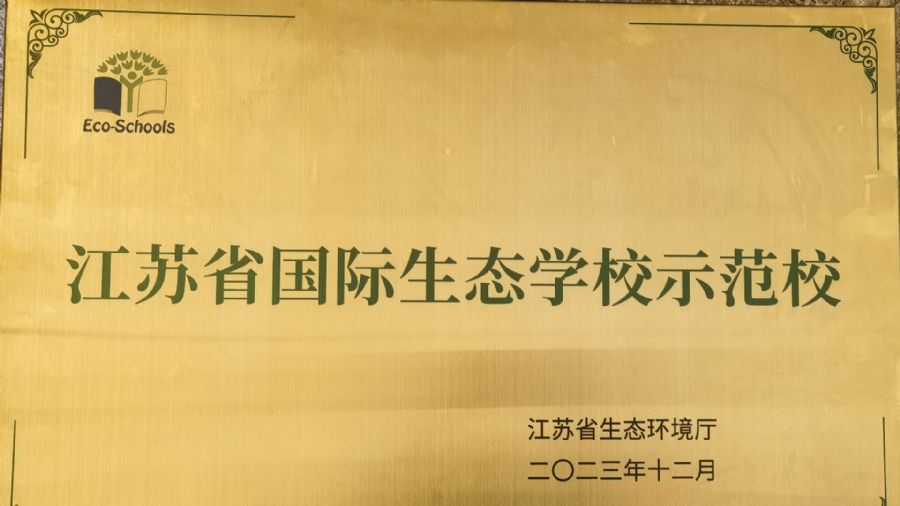 Eco-Schools
江苏省国际生态学校示范校
江苏省生态环境厅
二〇二三年十二月